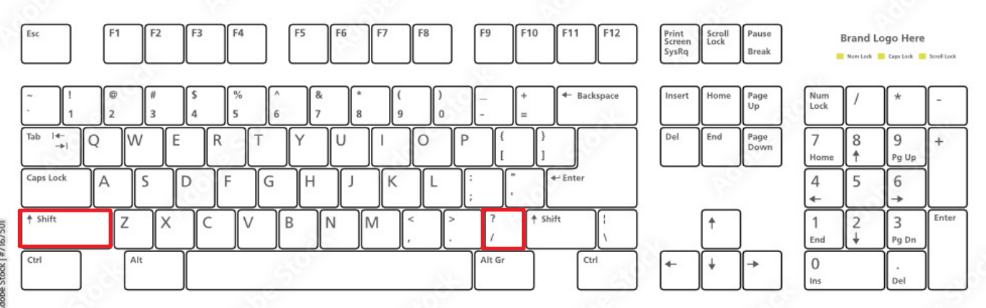 Esc F1 F2 F3 F4 F5 F6 F7 F8 F9 F10 F11 F12 Print Screen SysRq Scroll Lock Pause Break
Brand Logo Here
Num Lock Caps Lock Scroll Lock
~ ` ! 1 @ 2 # 3 $ 4 % 5 ^ 6 & 7 * 8 ( 9 ) 0 _ - + = ← Backspace Insert Home Page Up Num Lock / * -
Tab Q W E R T Y U I O P { [ } ] Del End Page Down 7 Home 8 ↑ 9 Pg Up +
Caps Lock A S D F G H J K L : ; " ' ↵ Enter 4 ← 5 6 →
↑ Shift Z X C V B N M < , > . ? / ↑ Shift ¦ \ ↑ 1 End 2 ↓ 3 Pg Dn Enter
Ctrl Alt Alt Gr Ctrl ← ↓ → 0 Ins . Del